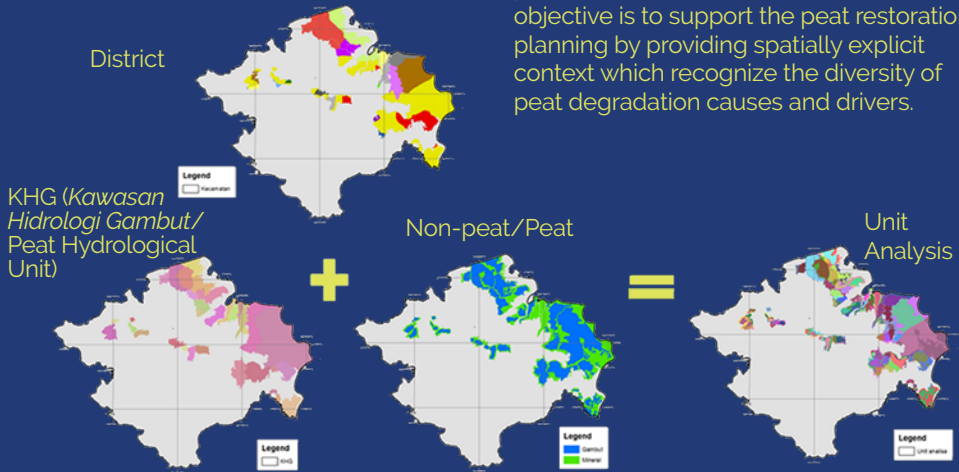 objective is to support the peat restoration
planning by providing spatially explicit
context which recognize the diversity of
peat degradation causes and drivers.
District
Legend
Kecamatan
KHG (Kawasan
Hidrologi Gambut/
Peat Hydrological
Unit)
Non-peat/Peat
Unit
Analysis
Legend
KHG
Legend
Gambut
Mineral
Legend
Unit analisa